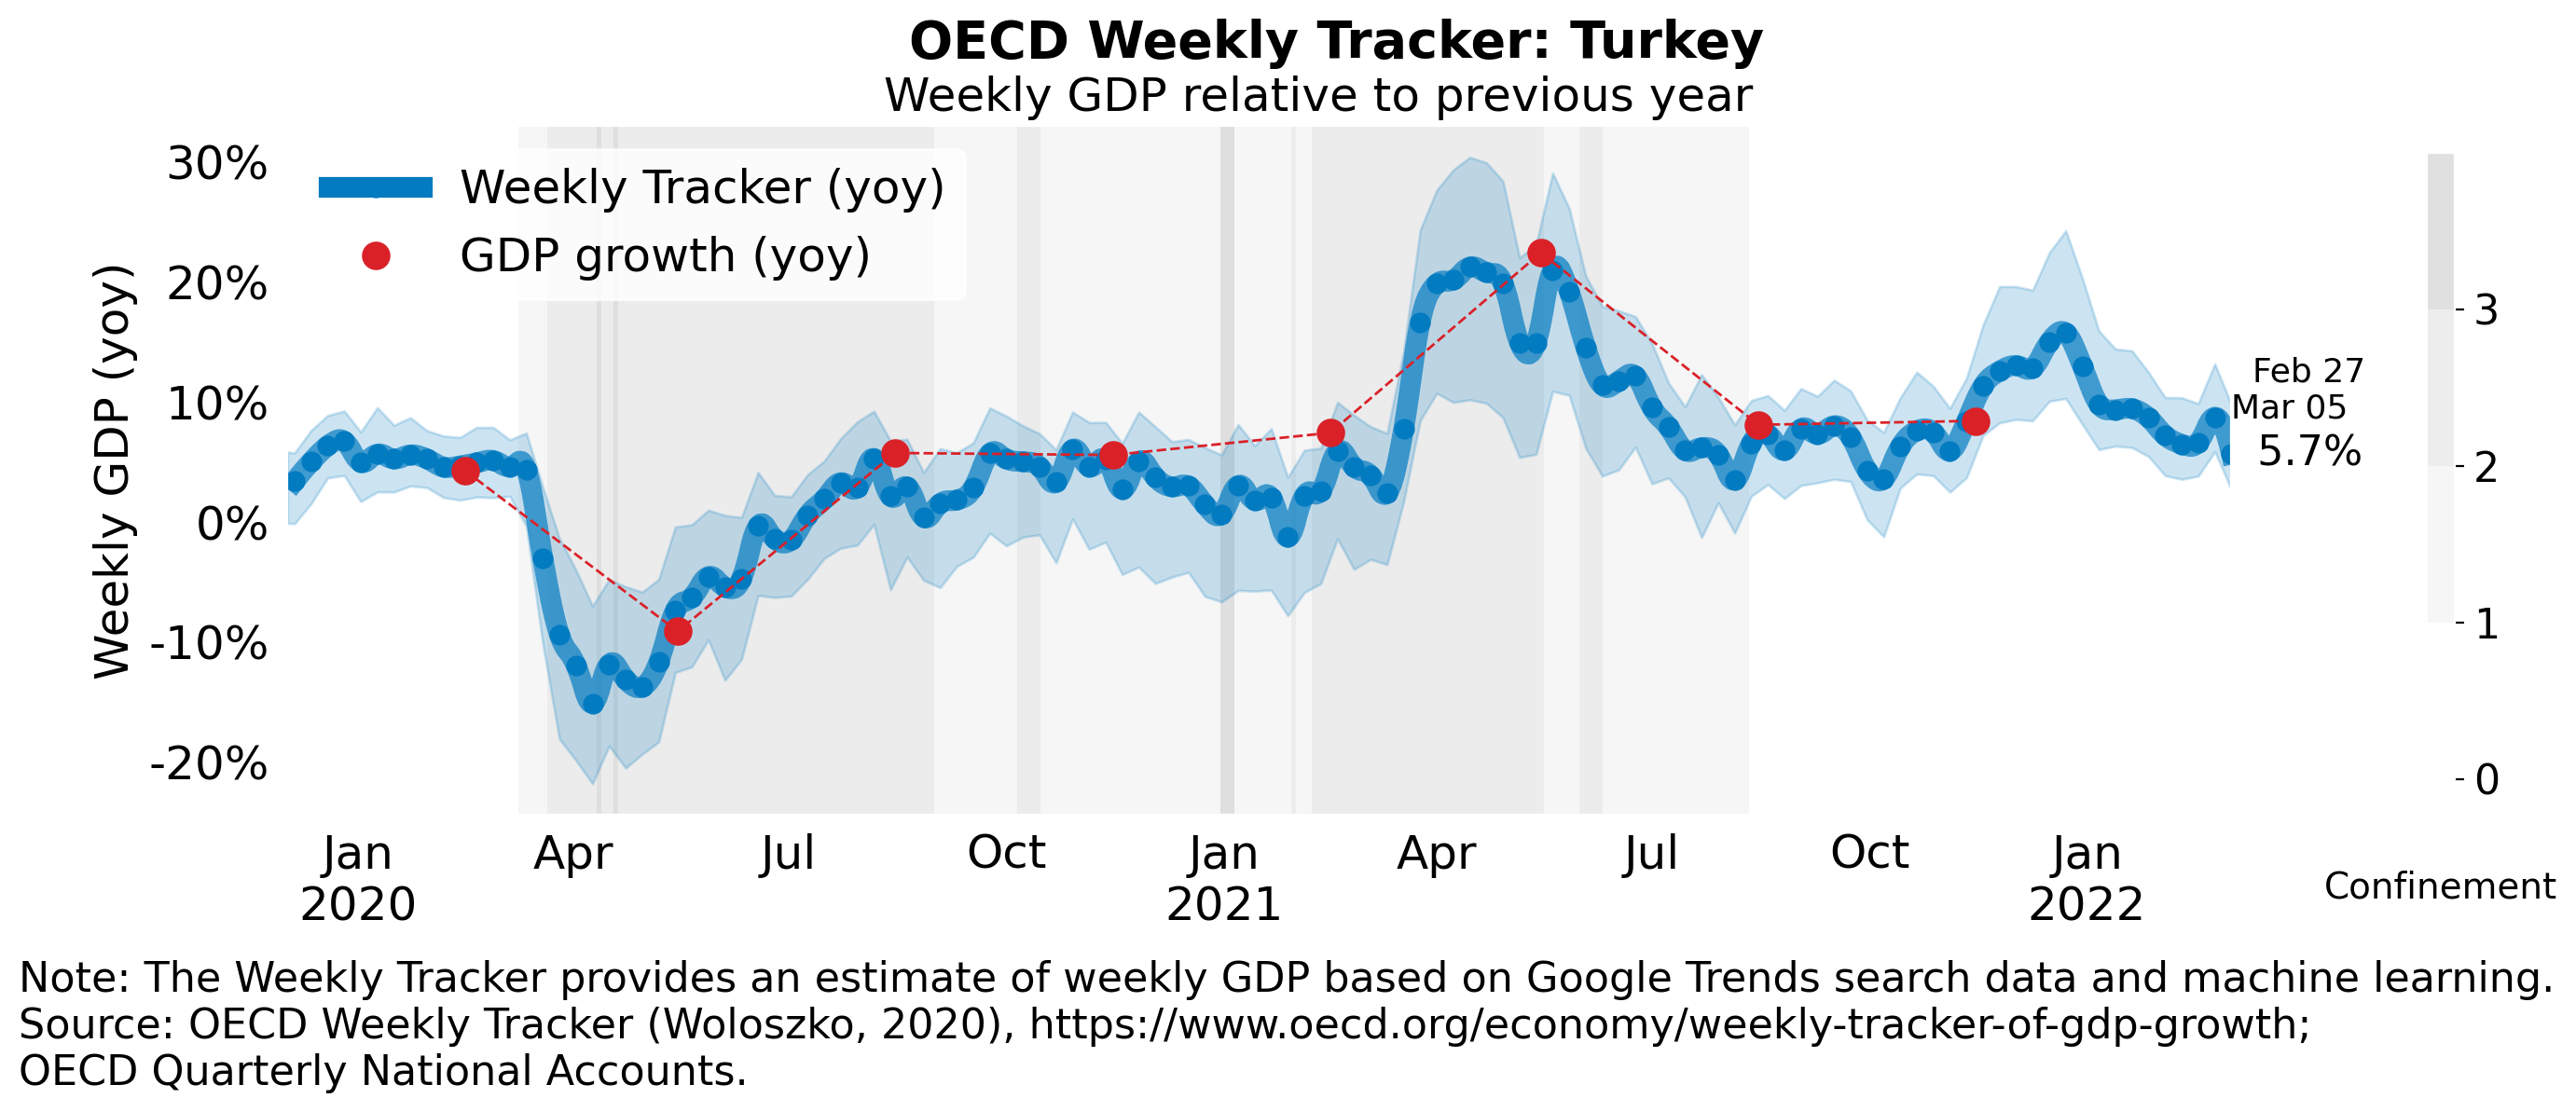 OECD Weekly Tracker: Turkey
Weekly GDP relative to previous year
Weekly GDP (yoy)
30%
20%
10%
0%
-10%
-20%
Weekly Tracker (yoy)
GDP growth (yoy)
Feb 27
Mar 05
5.7%
3
2
1
0
Confinement
Jan
2020
Apr
Jul
Oct
Jan
2021
Apr
Jul
Oct
Jan
2022
Note: The Weekly Tracker provides an estimate of weekly GDP based on Google Trends search data and machine learning.
Source: OECD Weekly Tracker (Woloszko, 2020), https://www.oecd.org/economy/weekly-tracker-of-gdp-growth;
OECD Quarterly National Accounts.